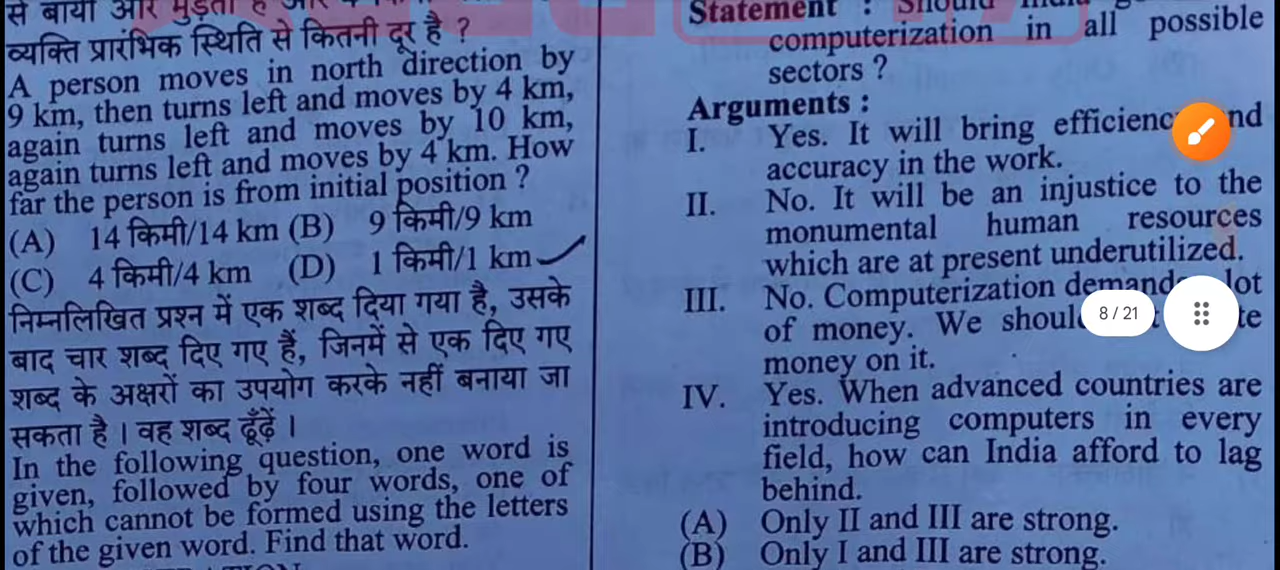 से बायीं ओर मुड़ता है और
व्यक्ति प्रारंभिक स्थिति से कितनी दूर है ?
A person moves in north direction by
9 km, then turns left and moves by 4 km,
again turns left and moves by 10 km,
again turns left and moves by 4 km. How
far the person is from initial position ?
(A) 14 किमी/14 km (B) 9 किमी/9 km
(C) 4 किमी/4 km (D) 1 किमी/1 km
निम्नलिखित प्रश्न में एक शब्द दिया गया है, उसके
बाद चार शब्द दिए गए हैं, जिनमें से एक दिए गए
शब्द के अक्षरों का उपयोग करके नहीं बनाया जा
सकता है । वह शब्द ढूँढ़ें ।
In the following question, one word is
given, followed by four words, one of
which cannot be formed using the letters
of the given word. Find that word.
Statement : Should
computerization in all possible
sectors ?
Arguments :
I. Yes. It will bring
accuracy in the work.
II. No. It will be an injustice to the
monumental human resources
which are at present underutilized.
III. No. Computerization lot
of money. We
money on it.
IV. Yes. When advanced countries are
introducing computers in every
field, how can India afford to lag
behind.
(A) Only II and III are strong.
(B) Only I and III are strong.
8 / 21